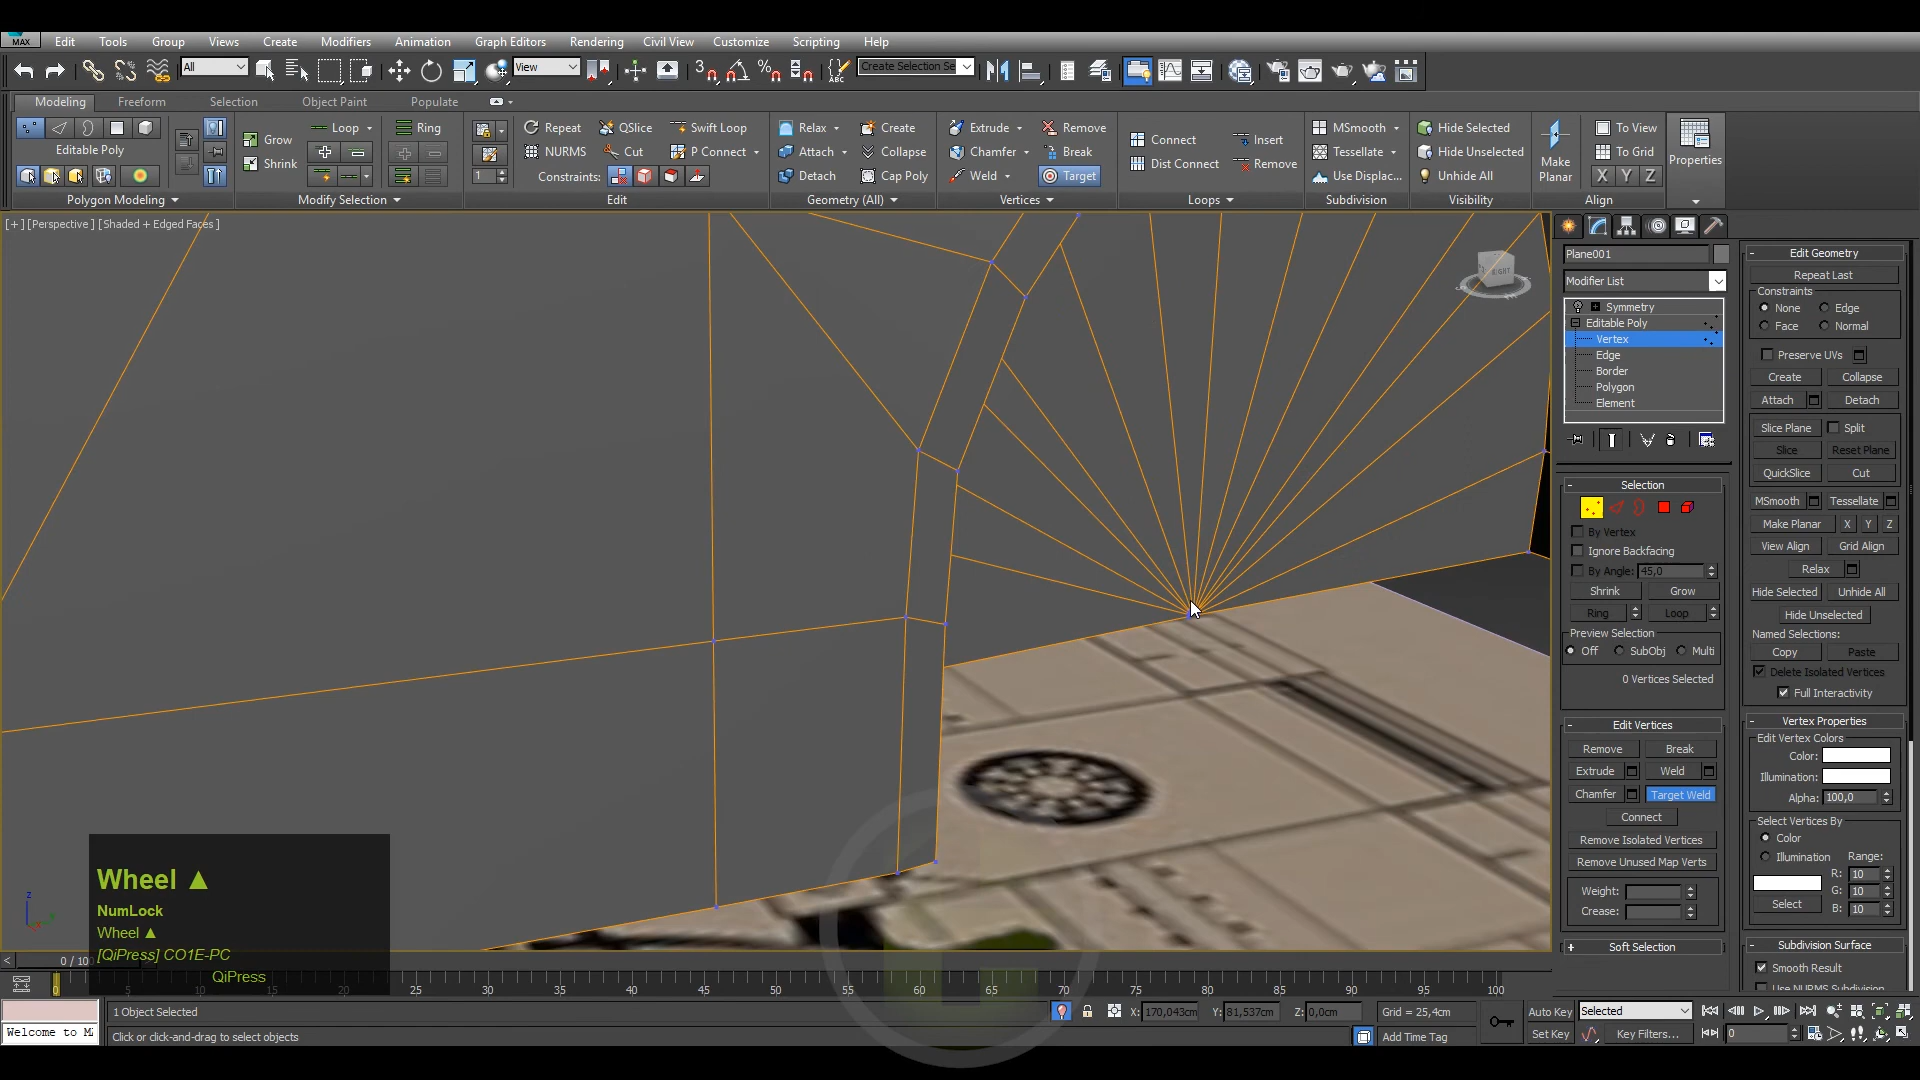 MAX Edit Tools Group Views Create Modifiers Animation Graph Editors Rendering Civil View Customize Scripting Help
All View Create Selection Se
Modeling Freeform Selection Object Paint Populate
Grow Loop Ring Repeat QSlice Swift Loop Relax Create Extrude Remove Connect Insert MSmooth Hide Selected To View
Editable Poly Shrink NURMS Cut P Connect Attach Collapse Chamfer Break Dist Connect Remove Tessellate Hide Unselected Make Planar To Grid Properties
1 Constraints: Detach Cap Poly Weld Target Use Displac... Unhide All X Y Z
Polygon Modeling Modify Selection Edit Geometry (All) Vertices Loops Subdivision Visibility Align
[+] [Perspective] [Shaded + Edged Faces]
RIGHT
Plane001
Modifier List
Symmetry
Editable Poly
Vertex
Edge
Border
Polygon
Element
Selection
By Vertex
Ignore Backfacing
By Angle: 45,0
Shrink Grow
Ring Loop
Preview Selection
Off SubObj Multi
0 Vertices Selected
Edit Vertices
Remove Break
Extrude Weld
Chamfer Target Weld
Connect
Remove Isolated Vertices
Remove Unused Map Verts
Weight:
Crease:
Soft Selection
Edit Geometry
Repeat Last
Constraints
None Edge
Face Normal
Preserve UVs
Create Collapse
Attach Detach
Slice Plane Split
Slice Reset Plane
QuickSlice Cut
MSmooth Tessellate
Make Planar X Y Z
View Align Grid Align
Relax
Hide Selected Unhide All
Hide Unselected
Named Selections:
Copy Paste
Delete Isolated Vertices
Full Interactivity
Vertex Properties
Edit Vertex Colors
Color:
Illumination:
Alpha: 100,0
Select Vertices By
Color
Illumination Range:
R: 10
G: 10
Select B: 10
Subdivision Surface
Smooth Result
Use NURMS Subdivision
Wheel ▲
NumLock
Wheel ▲
[QiPress] CO1E-PC
QiPress
z
0 / 100
0 5 10 15 20 25 30 35 40 45 50 55 60 65 70 75 80 85 90 95 100
1 Object Selected X: 170,043cm Y: 81,537cm Z: 0,0cm Grid = 25,4cm Auto Key Selected
Welcome to M Click or click-and-drag to select objects Add Time Tag Set Key Key Filters... 0